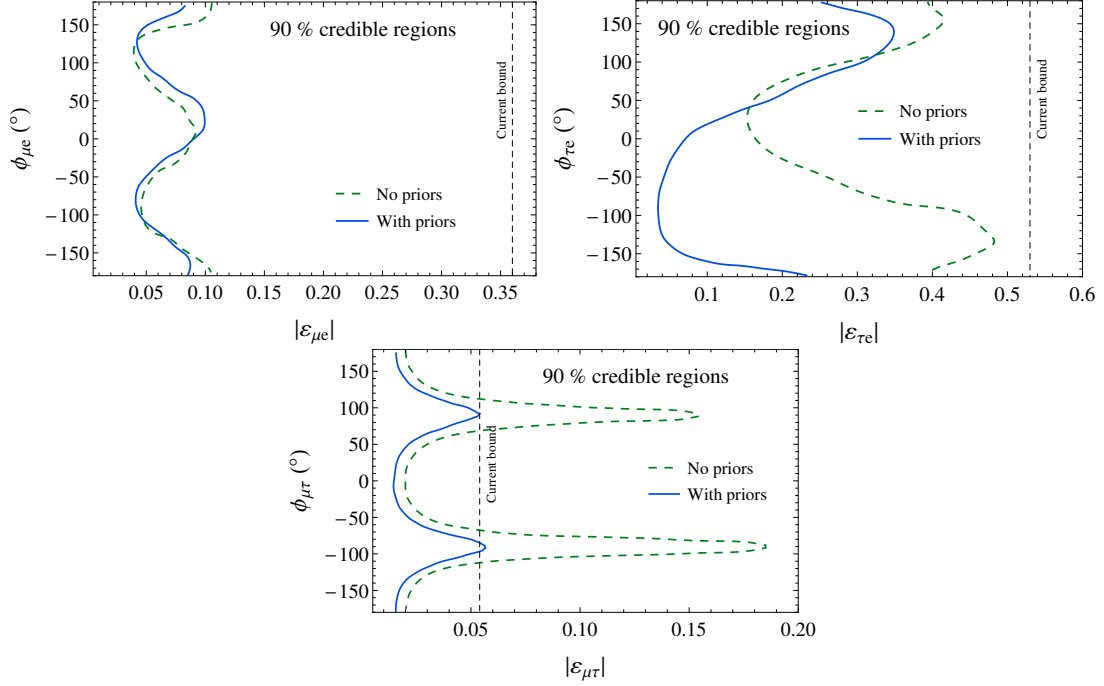 90 % credible regions
150
100
50
0
−50
−100
−150
ϕμe (°)
Current bound
No priors
With priors
0.05 0.10 0.15 0.20 0.25 0.30 0.35
|εμe|
90 % credible regions
150
100
50
0
−50
−100
−150
ϕτe (°)
Current bound
No priors
With priors
0.1 0.2 0.3 0.4 0.5 0.6
|ετe|
90 % credible regions
150
100
50
0
−50
−100
−150
ϕμτ (°)
Current bound
No priors
With priors
0.05 0.10 0.15 0.20
|εμτ|